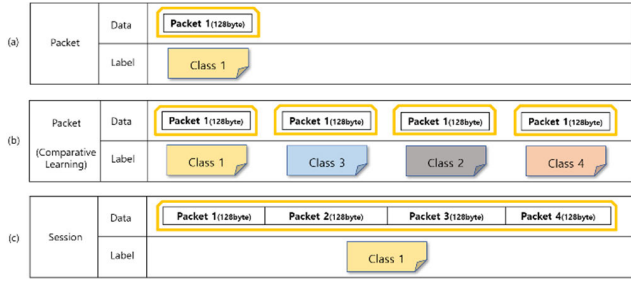 (a) Packet Data Packet 1(128byte)
Label Class 1
(b) Packet (Comparative Learning) Data Packet 1(128byte) Packet 1(128byte) Packet 1(128byte) Packet 1(128byte)
Label Class 1 Class 3 Class 2 Class 4
(c) Session Data Packet 1(128byte) Packet 2(128byte) Packet 3(128byte) Packet 4(128byte)
Label Class 1